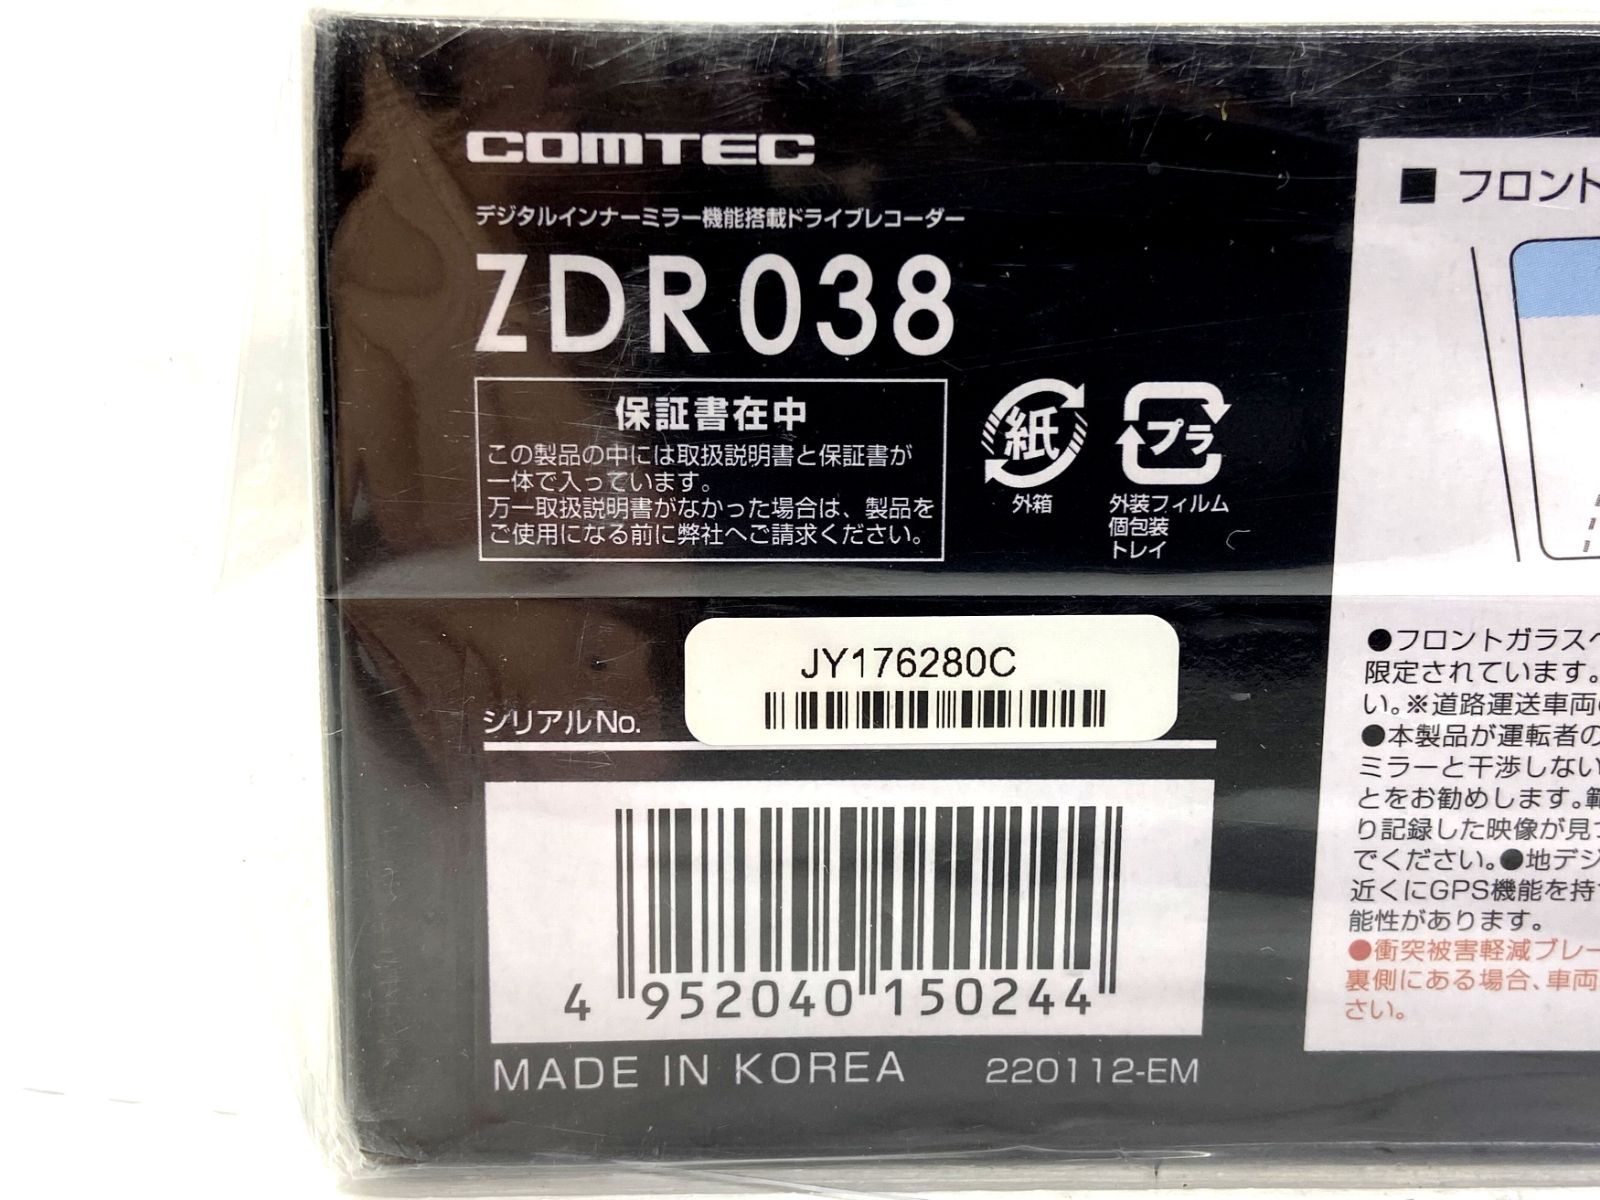 COMTEC
デジタルインナーミラー機能搭載ドライブレコーダー
ZDR 038
保証書在中
この製品の中には取扱説明書と保証書が
一体で入っています。
万一取扱説明書がなかった場合は、製品を
ご使用になる前に弊社へご請求ください。
紙
外箱
プラ
外装フィルム
個包装
トレイ
シリアルNo.
JY176280C
4 952040 150244
MADE IN KOREA
220112-EM
■ フロント
●フロントガラス
限定されています。
い。※道路運送車両
●本製品が運転者の
ミラーと干渉しない
とをお勧めします。
り記録した映像が見
でください。●地デジ
近くにGPS機能を持
能性があります。
●衝突被害軽減ブレー
裏側にある場合、車両
さい。